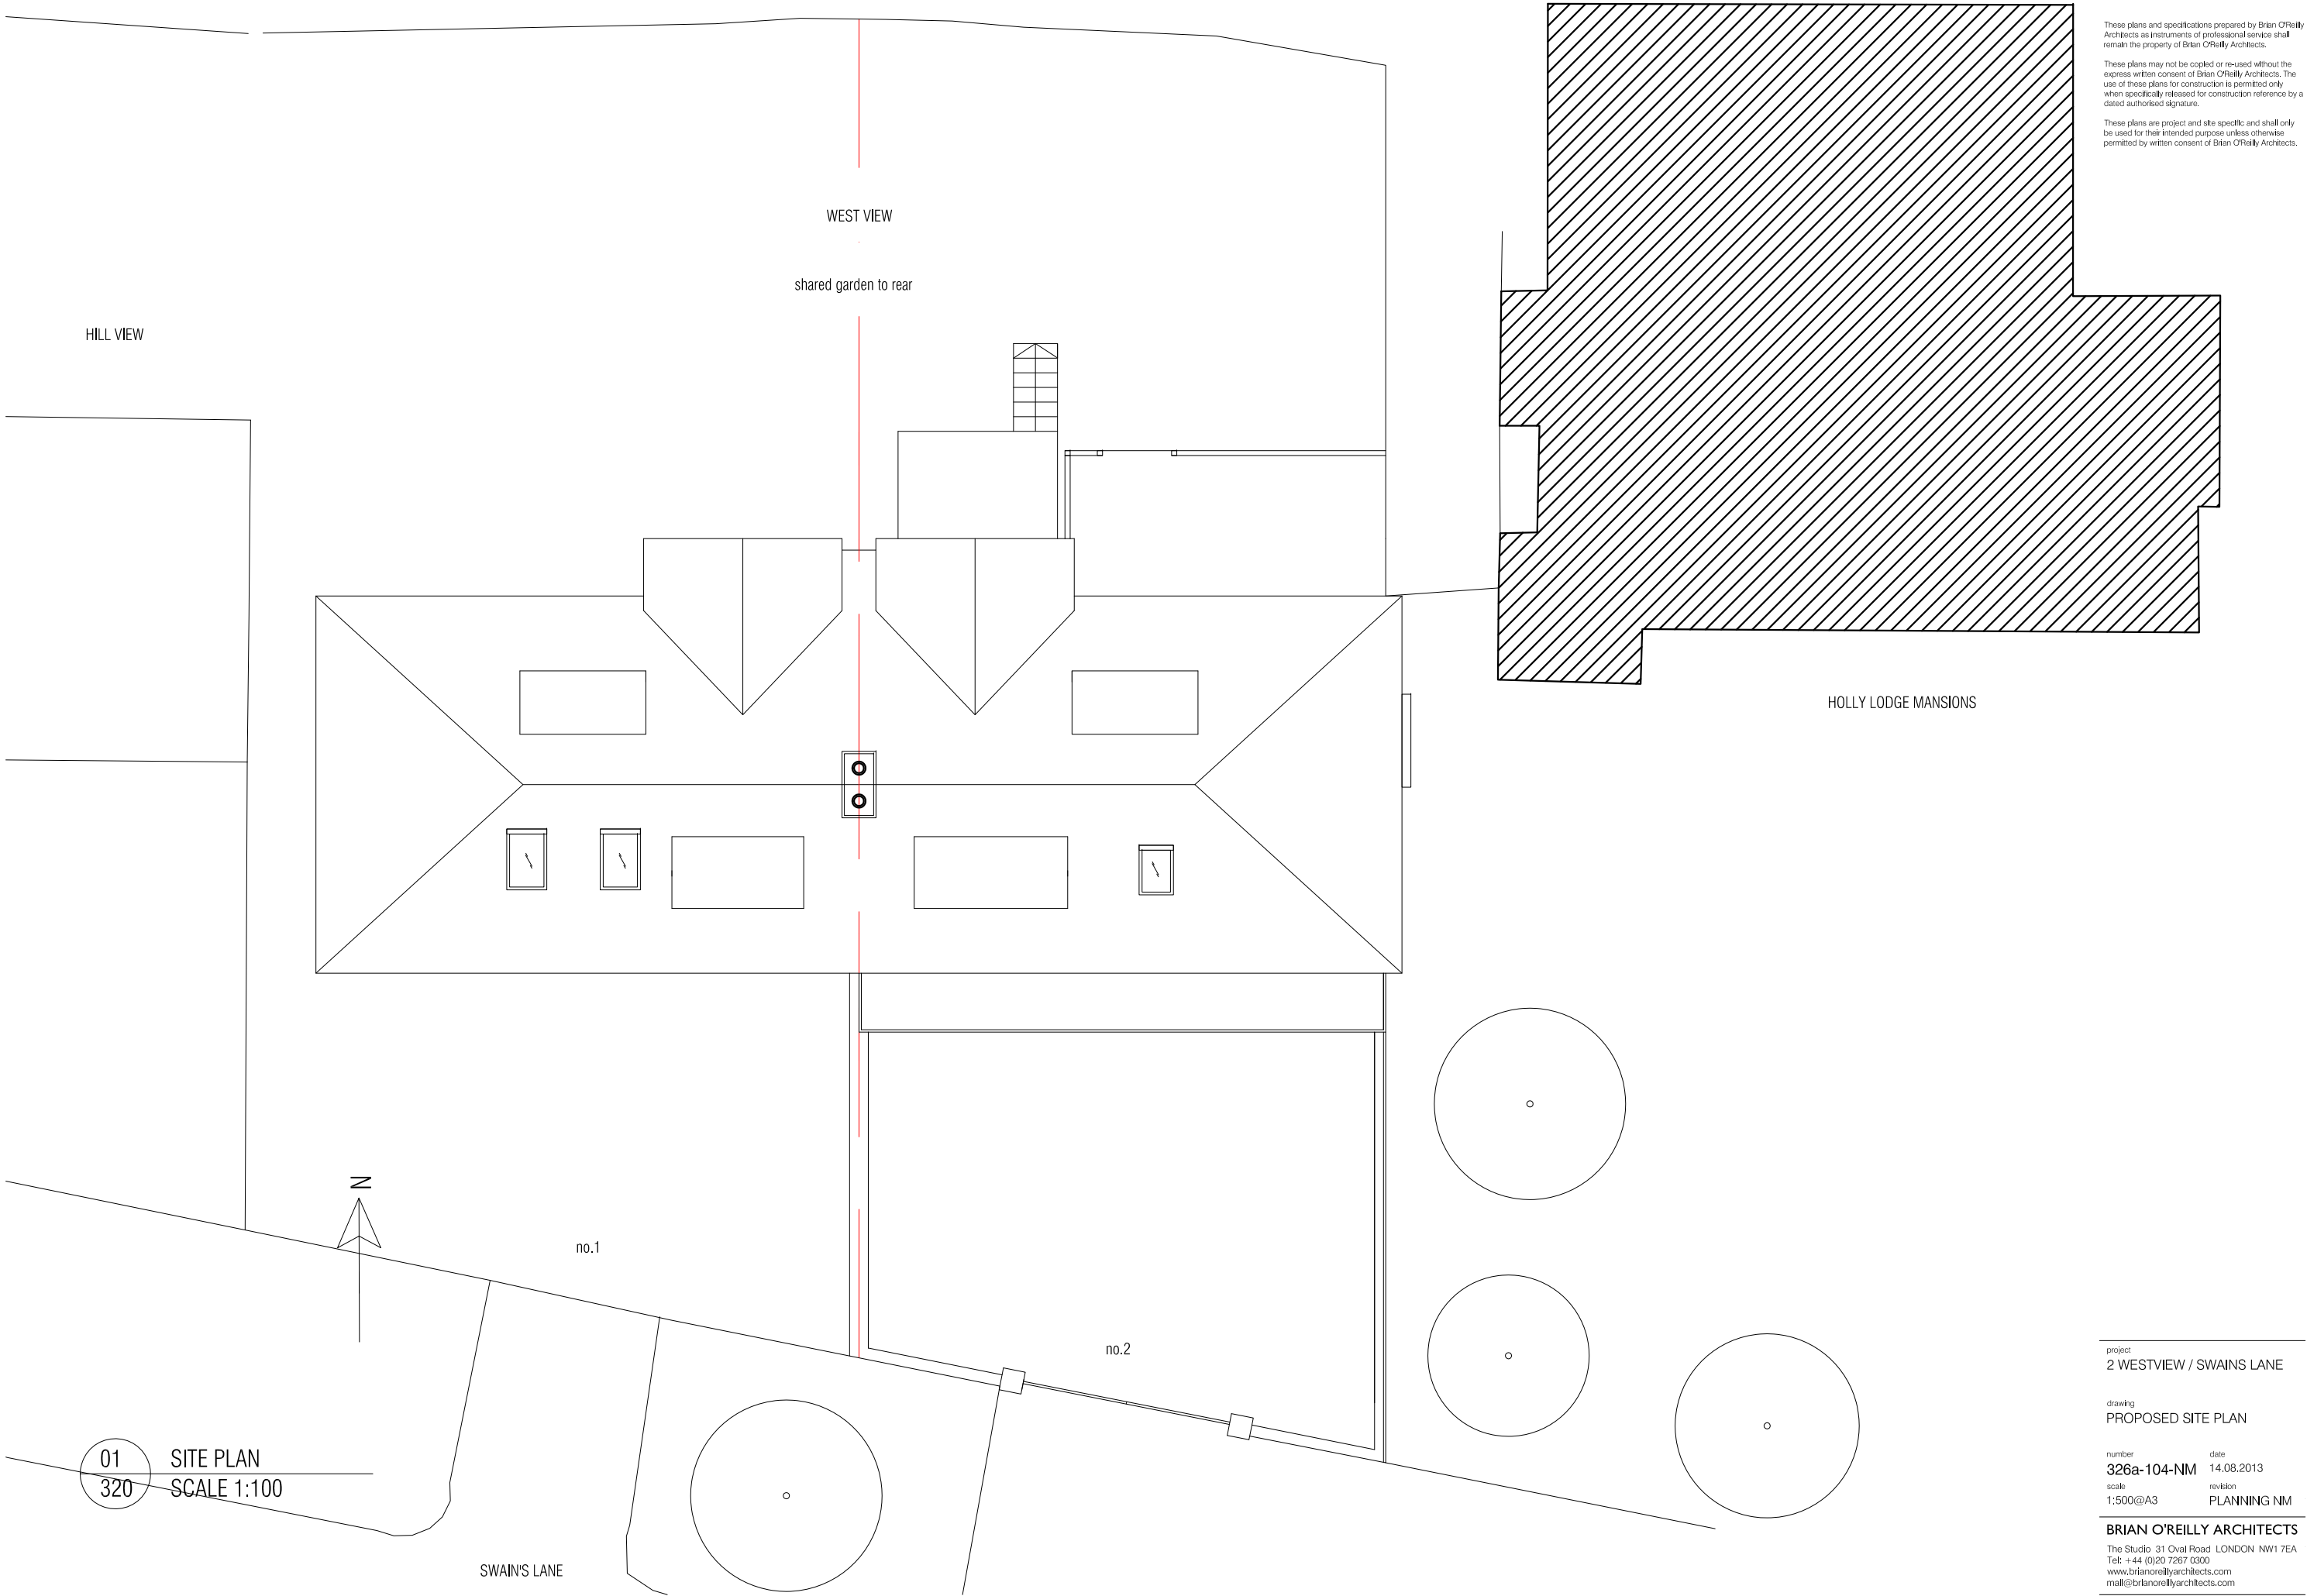 These plans and specifications prepared by Brian O'Reilly
Architects as instruments of professional service shall
remain the property of Brian O'Reilly Architects.
These plans may not be copied or re-used without the
express written consent of Brian O'Reilly Architects. The
use of these plans for construction is permitted only
when specifically released for construction reference by a
dated authorised signature.
These plans are project and site specific and shall only
be used for their intended purpose unless otherwise
permitted by written consent of Brian O'Reilly Architects.
WEST VIEW
shared garden to rear
HILL VIEW
HOLLY LODGE MANSIONS
N
no.1
no.2
01 SITE PLAN
320 SCALE 1:100
SWAIN'S LANE
project
2 WESTVIEW / SWAINS LANE
drawing
PROPOSED SITE PLAN
number date
326a-104-NM 14.08.2013
scale revision
1:500@A3 PLANNING NM
BRIAN O'REILLY ARCHITECTS
The Studio 31 Oval Road LONDON NW1 7EA
Tel: +44 (0)20 7267 0300
www.brianoreillyarchitects.com
mail@brianoreillyarchitects.com